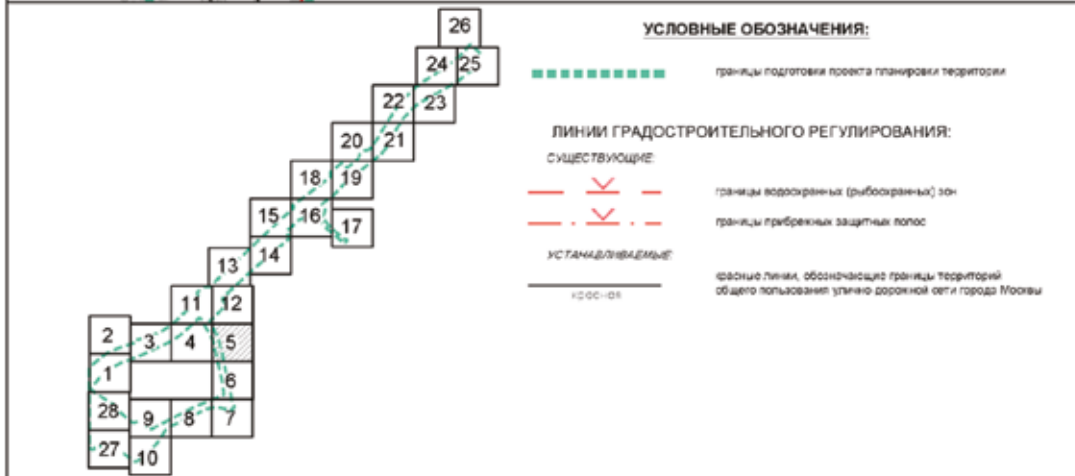 26
24 25
22 23
20 21
18 19
15 16 17
13 14
11 12
2 3 4 5
1 6
28 9 8 7
27 10
УСЛОВНЫЕ ОБОЗНАЧЕНИЯ:
границы подготовки проекта планировки территории
ЛИНИИ ГРАДОСТРОИТЕЛЬНОГО РЕГУЛИРОВАНИЯ:
СУЩЕСТВУЮЩИЕ:
границы водоохранных (рыбоохранных) зон
границы прибрежных защитных полос
УСТАНАВЛИВАЕМЫЕ:
красная
красные линии, обозначающие границы территорий
общего пользования улично-дорожной сети города Москвы